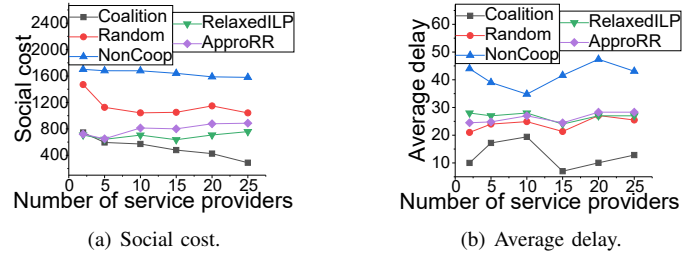 Coalition
Random
NonCoop
RelaxedILP
ApproRR
Social cost
2400
2000
1600
1200
800
400
0 5 10 15 20 25
Number of service providers
(a) Social cost.
Coalition
Random
NonCoop
RelaxedILP
ApproRR
Average delay
60
50
40
30
20
10
0 5 10 15 20 25
Number of service providers
(b) Average delay.